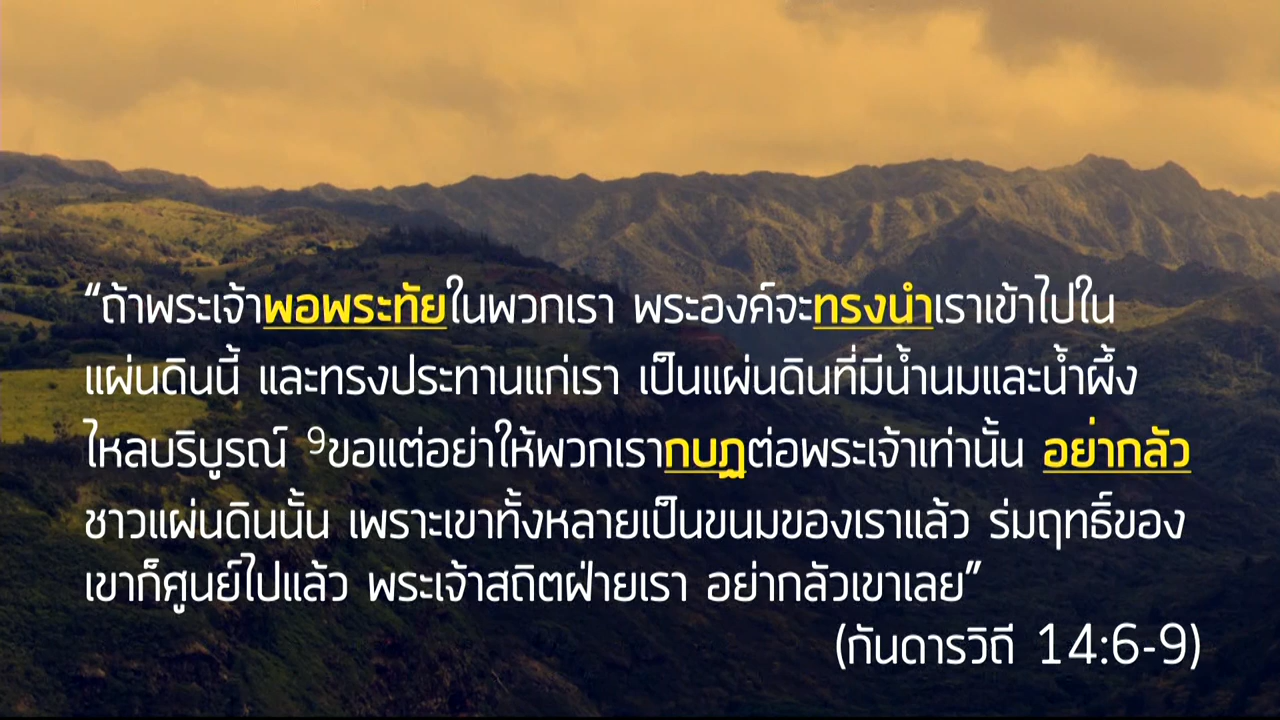 “ถ้าพระเจ้าพอพระทัยในพวกเรา พระองค์จะทรงนำเราเข้าไปใน
แผ่นดินนี้ และทรงประทานแก่เรา เป็นแผ่นดินที่มีน้ำนมและน้ำผึ้ง
ไหลบริบูรณ์ ⁹ขอแต่อย่าให้พวกเรากบฏต่อพระเจ้าเท่านั้น อย่ากลัว
ชาวแผ่นดินนั้น เพราะเขาทั้งหลายเป็นขนมของเราแล้ว ร่มฤทธิ์ของ
เขาก็ศูนย์ไปแล้ว พระเจ้าสถิตฝ่ายเรา อย่ากลัวเขาเลย”
(กันดารวิถี 14:6-9)